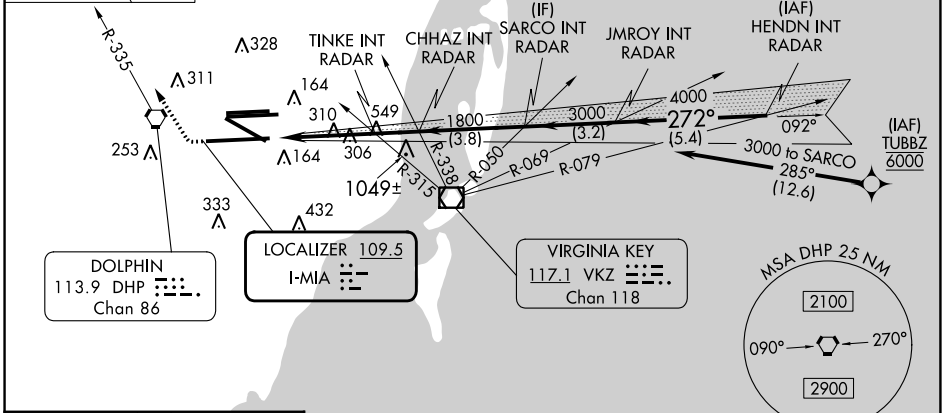 R-335
328
311
164
310
549
253
164
306
1049±
333
432
TINKE INT
RADAR
CHHAZ INT
RADAR
(IF)
SARCO INT
RADAR
JMROY INT
RADAR
(IAF)
HENDN INT
RADAR
1800
(3.8)
3000
(3.2)
4000
272°
(5.4)
092°
R-315
R-338
R-050
R-069
R-079
3000 to SARCO
285°
(12.6)
(IAF)
TUBBZ
6000
DOLPHIN
113.9 DHP
Chan 86
LOCALIZER 109.5
I-MIA
VIRGINIA KEY
117.1 VKZ
Chan 118
MSA DHP 25 NM
2100
090°
270°
2900